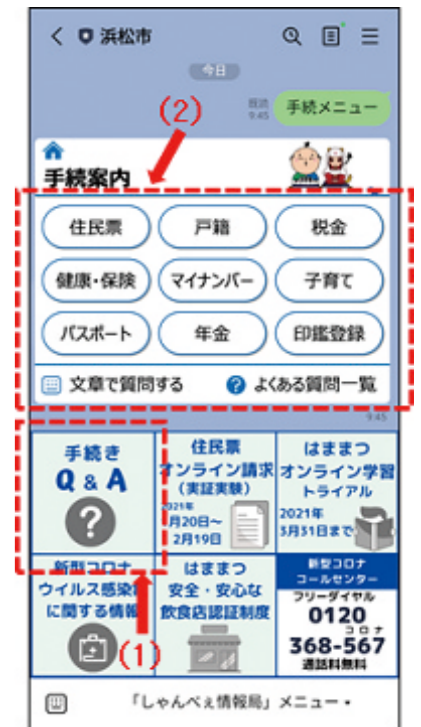 浜松市
今日
(2)
既読
9:45
手続メニュー
手続案内
住民票
戸籍
税金
健康・保険
マイナンバー
子育て
パスポート
年金
印鑑登録
文章で質問する
? よくある質問一覧
9:45
手続き
Q & A
?
住民票
オンライン請求
(実証実験)
2021年
月20日~
2月19日
はままつ
オンライン学習
トライアル
2021年
3月31日まで
新型コロナ
ウイルス感染
に関する情報
(1)
はままつ
安全・安心な
飲食店認証制度
新型コロナ
コールセンター
フリーダイヤル
0120
コロナ
368-567
通話料無料
「しゃんべぇ情報局」メニュー・